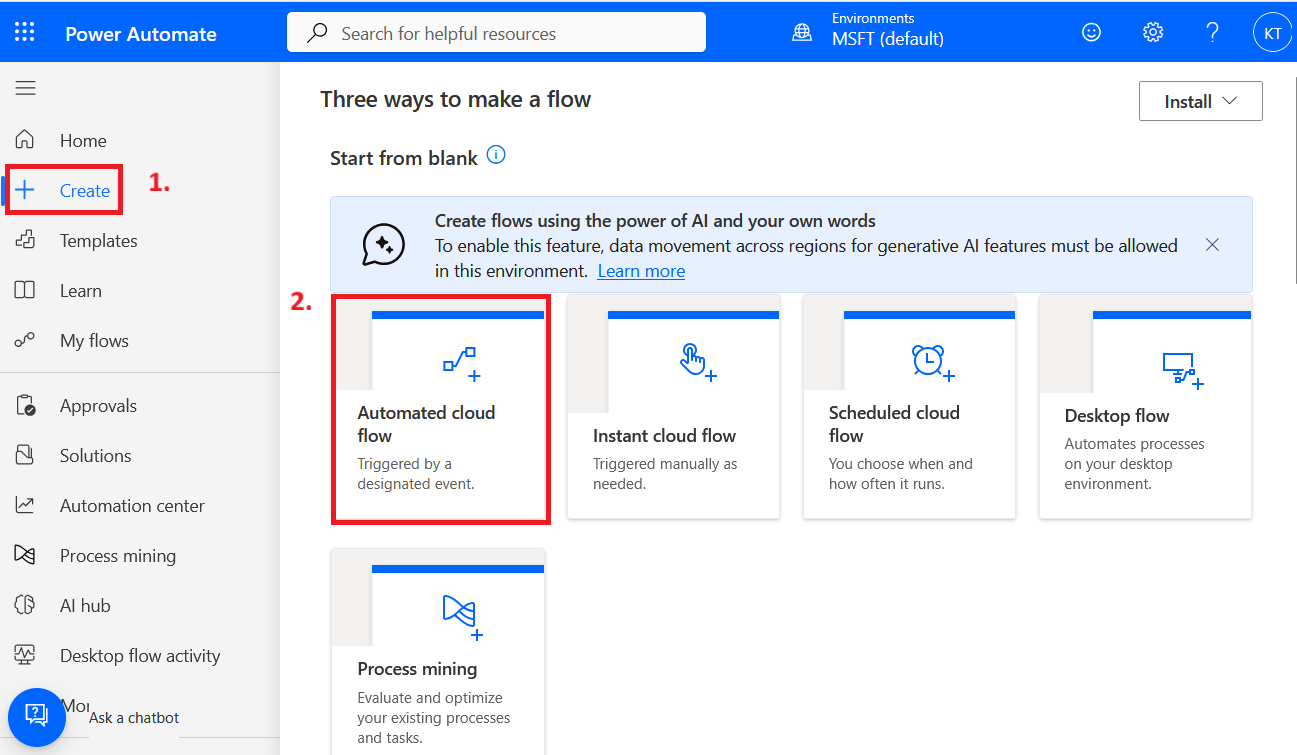 Power Automate
Search for helpful resources
Environments
MSFT (default)
KT
Home
Create
1.
Templates
Learn
My flows
Approvals
Solutions
Automation center
Process mining
AI hub
Desktop flow activity
Ask a chatbot
Three ways to make a flow
Install
Start from blank
Create flows using the power of AI and your own words
To enable this feature, data movement across regions for generative AI features must be allowed
in this environment. Learn more
2.
Automated cloud
flow
Triggered by a
designated event.
Instant cloud flow
Triggered manually as
needed.
Scheduled cloud
flow
You choose when and
how often it runs.
Desktop flow
Automates processes
on your desktop
environment.
Process mining
Evaluate and optimize
your existing processes
and tasks.